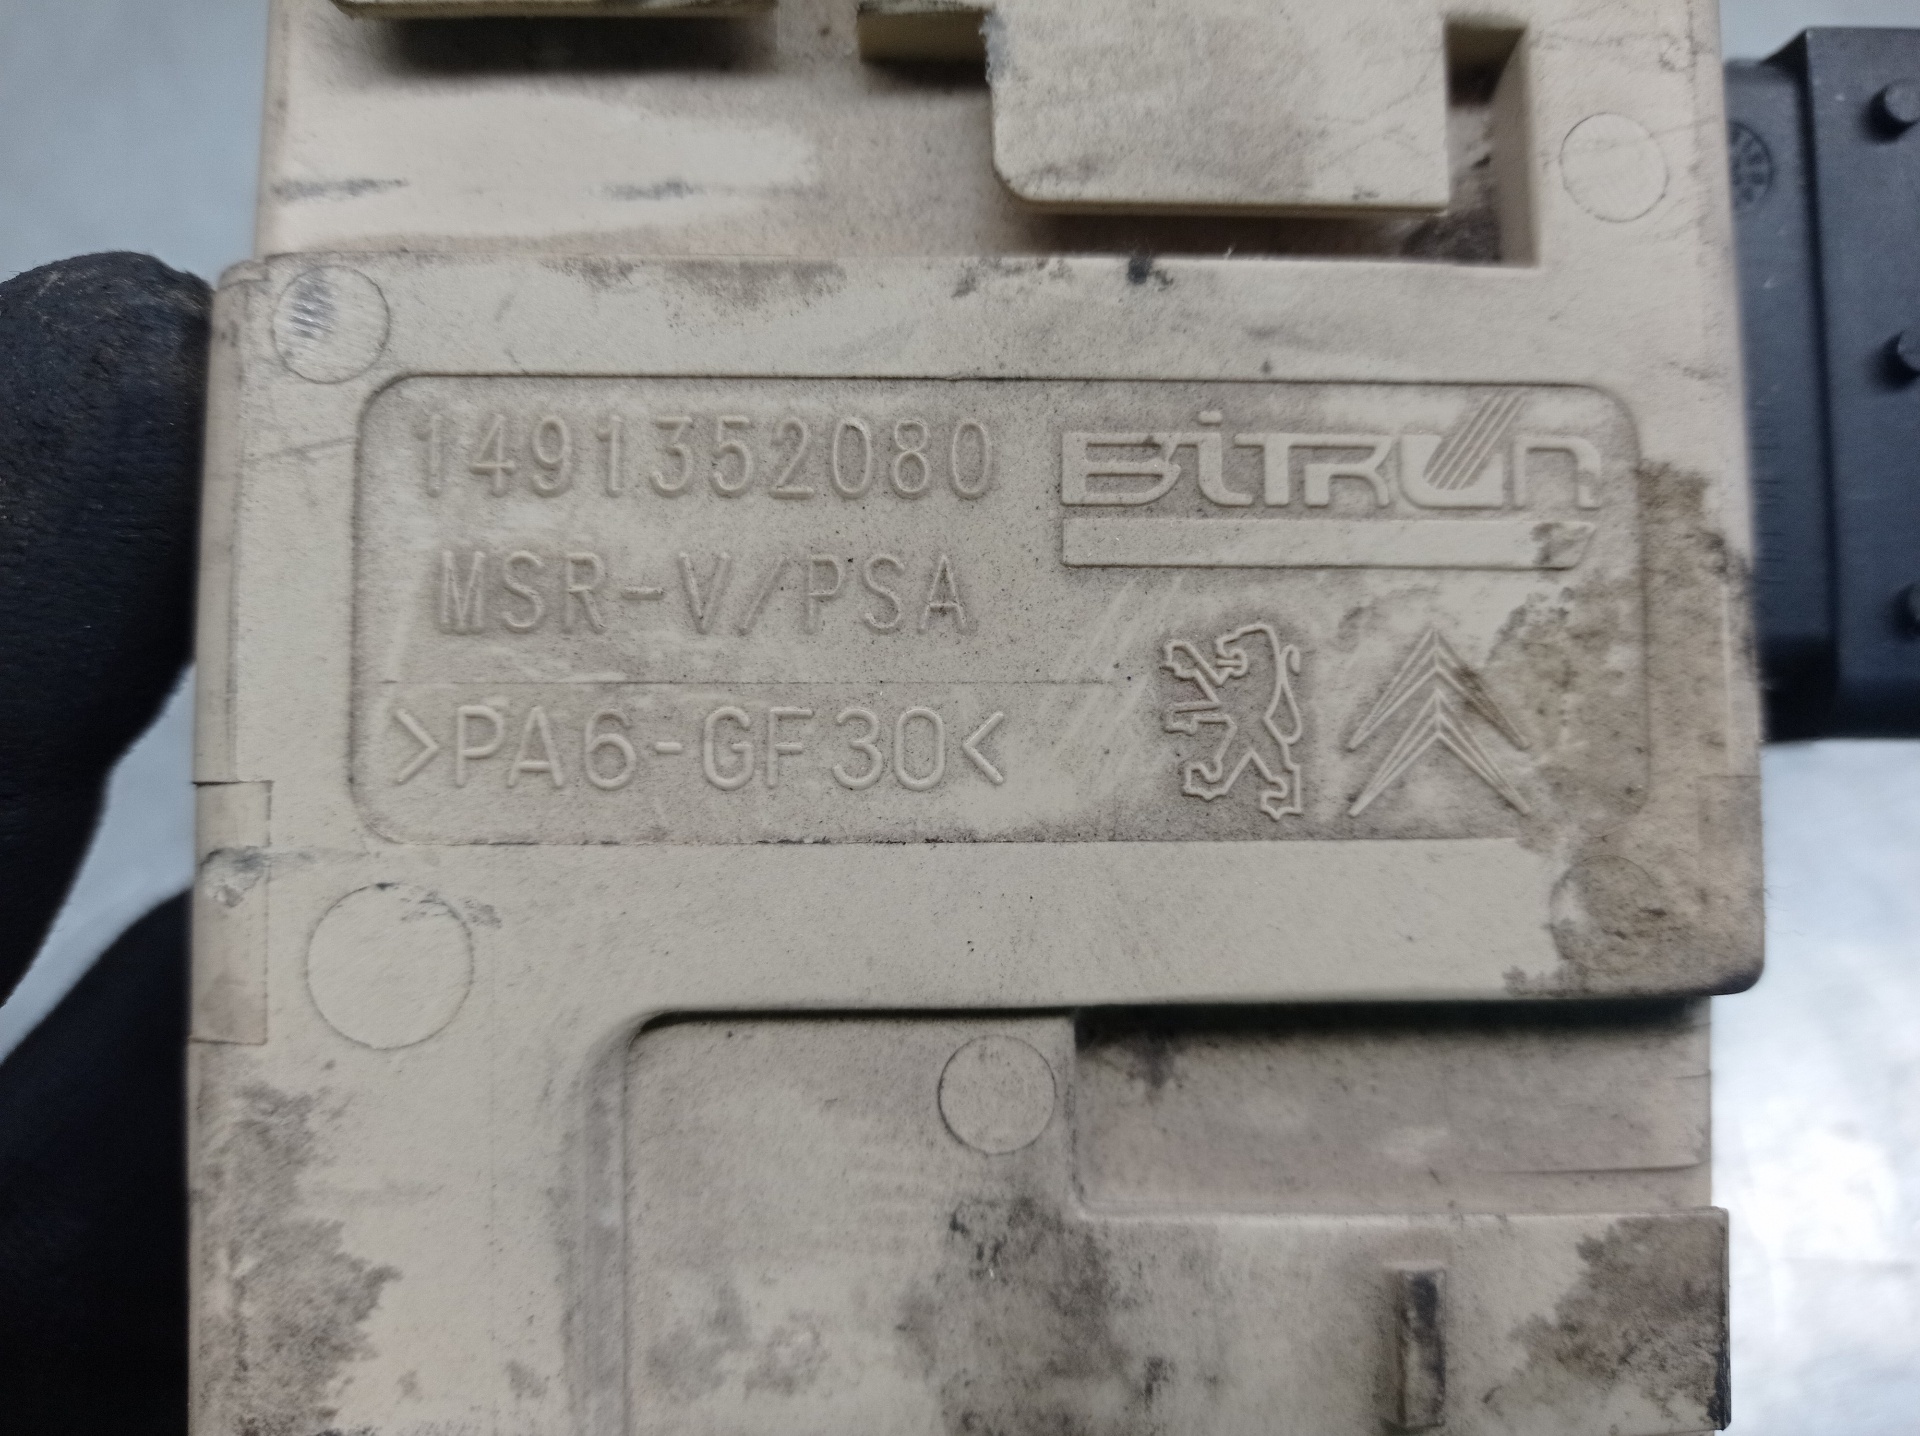 1491352080
BiTRON
MSR-V/PSA
>PA6-GF30<